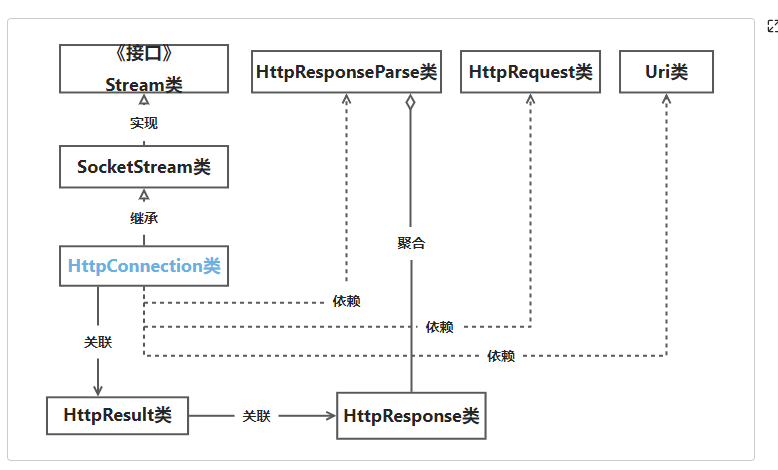 《接口》
Stream类
HttpResponseParse类
HttpRequest类
Uri类
实现
SocketStream类
继承
聚合
HttpConnection类
依赖
依赖
关联
依赖
HttpResult类
关联
HttpResponse类